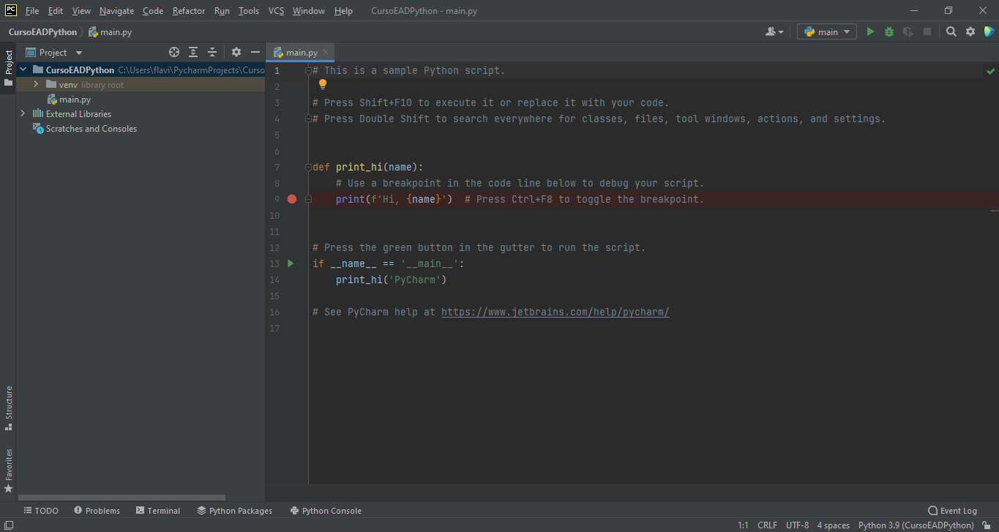 PC File Edit View Navigate Code Refactor Run Tools VCS Window Help CursoEADPython - main.py
CursoEADPython main.py main
Project
Project
main.py
CursoEADPython C:\Users\flavi\PycharmProjects\Curso
venv library root
main.py
External Libraries
Scratches and Consoles
1 # This is a sample Python script.
2
3 # Press Shift+F10 to execute it or replace it with your code.
4 # Press Double Shift to search everywhere for classes, files, tool windows, actions, and settings.
5
6
7 def print_hi(name):
8 # Use a breakpoint in the code line below to debug your script.
9 print(f'Hi, {name}') # Press Ctrl+F8 to toggle the breakpoint.
10
11
12 # Press the green button in the gutter to run the script.
13 if __name__ == '__main__':
14 print_hi('PyCharm')
15
16 # See PyCharm help at https://www.jetbrains.com/help/pycharm/
17
Structure
Favorites
TODO Problems Terminal Python Packages Python Console Event Log
1:1 CRLF UTF-8 4 spaces Python 3.9 (CursoEADPython)